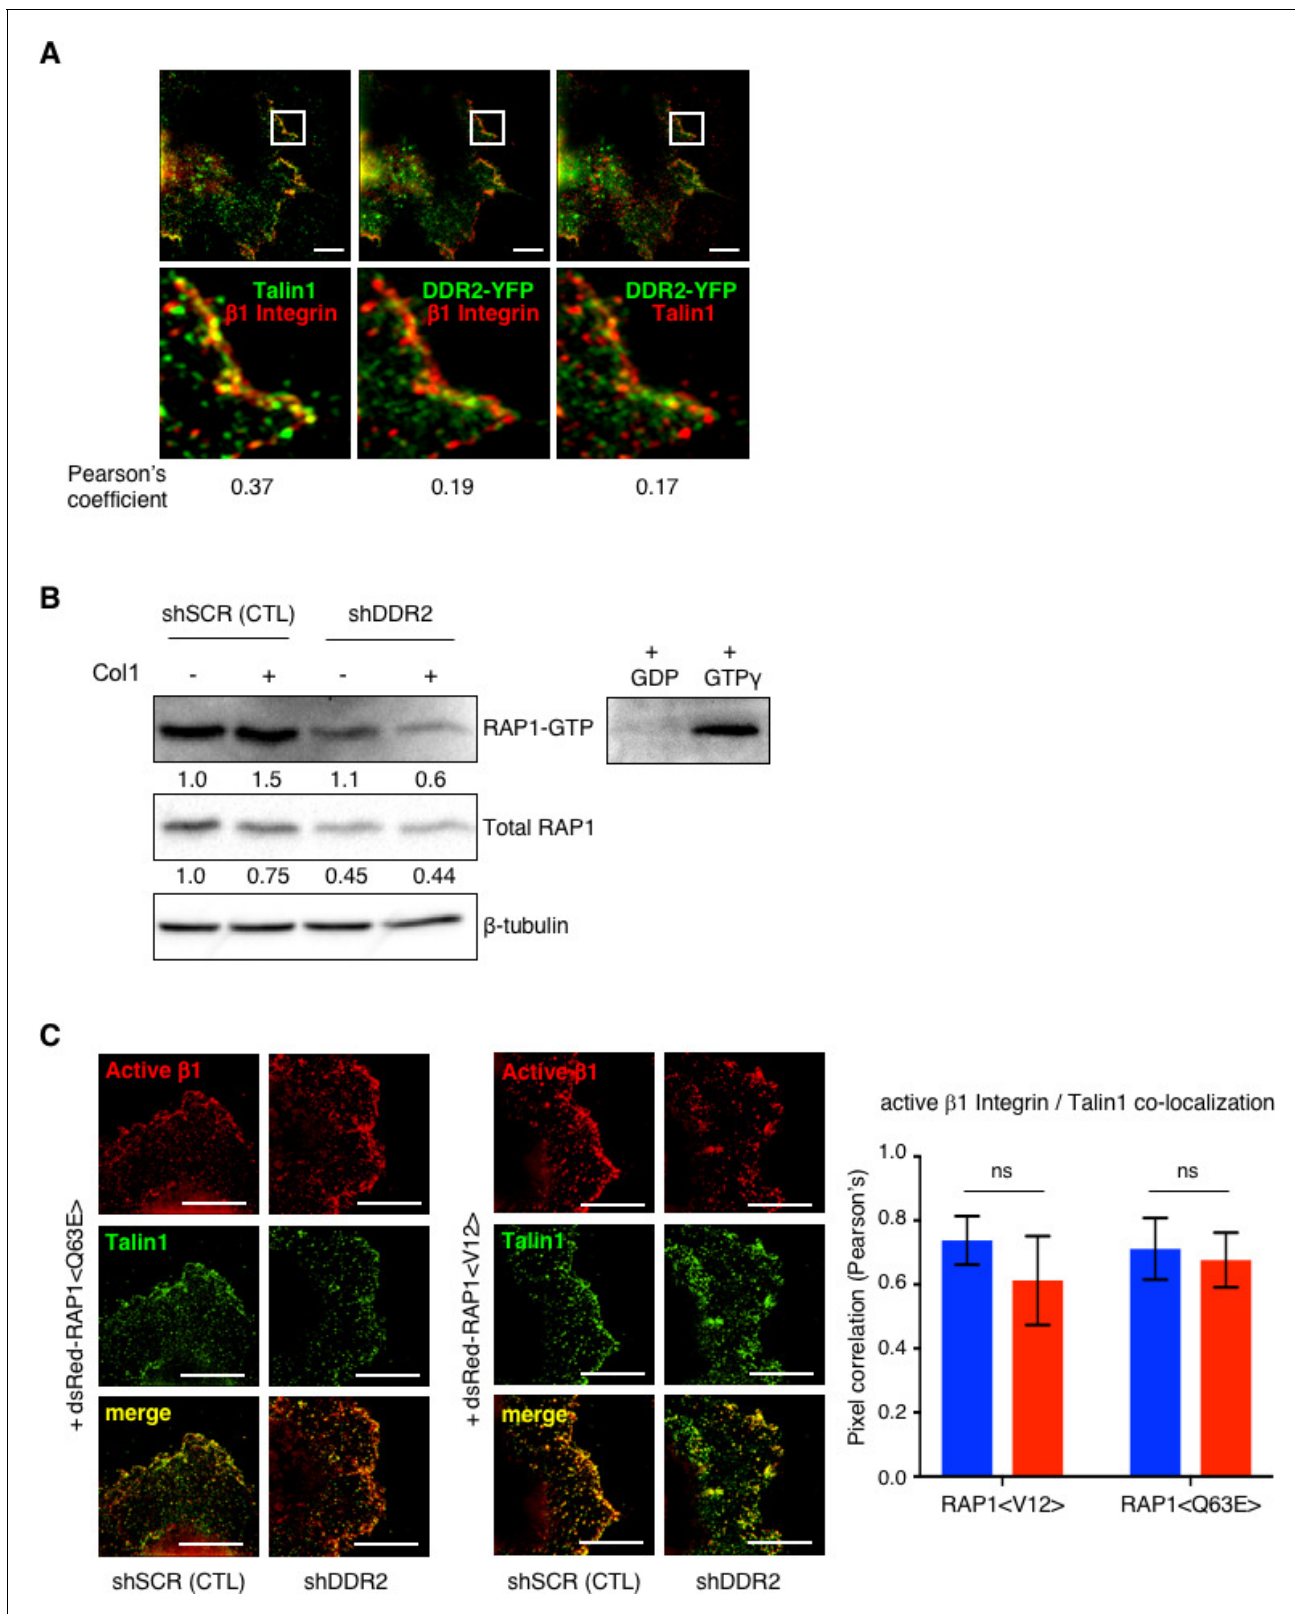 A
Talin1
β1 Integrin
DDR2-YFP
β1 Integrin
DDR2-YFP
Talin1
Pearson's
coefficient
0.37
0.19
0.17
B
shSCR (CTL)
shDDR2
Col1
-
+
-
+
+
GDP
+
GTPγ
RAP1-GTP
1.0
1.5
1.1
0.6
Total RAP1
1.0
0.75
0.45
0.44
β-tubulin
C
+ dsRed-RAP1<Q63E>
Active β1
Talin1
merge
shSCR (CTL)
shDDR2
+ dsRed-RAP1<V12>
Active β1
Talin1
merge
shSCR (CTL)
shDDR2
active β1 Integrin / Talin1 co-localization
Pixel correlation (Pearson's)
1.0
0.8
0.6
0.4
0.2
0.0
ns
ns
RAP1<V12>
RAP1<Q63E>